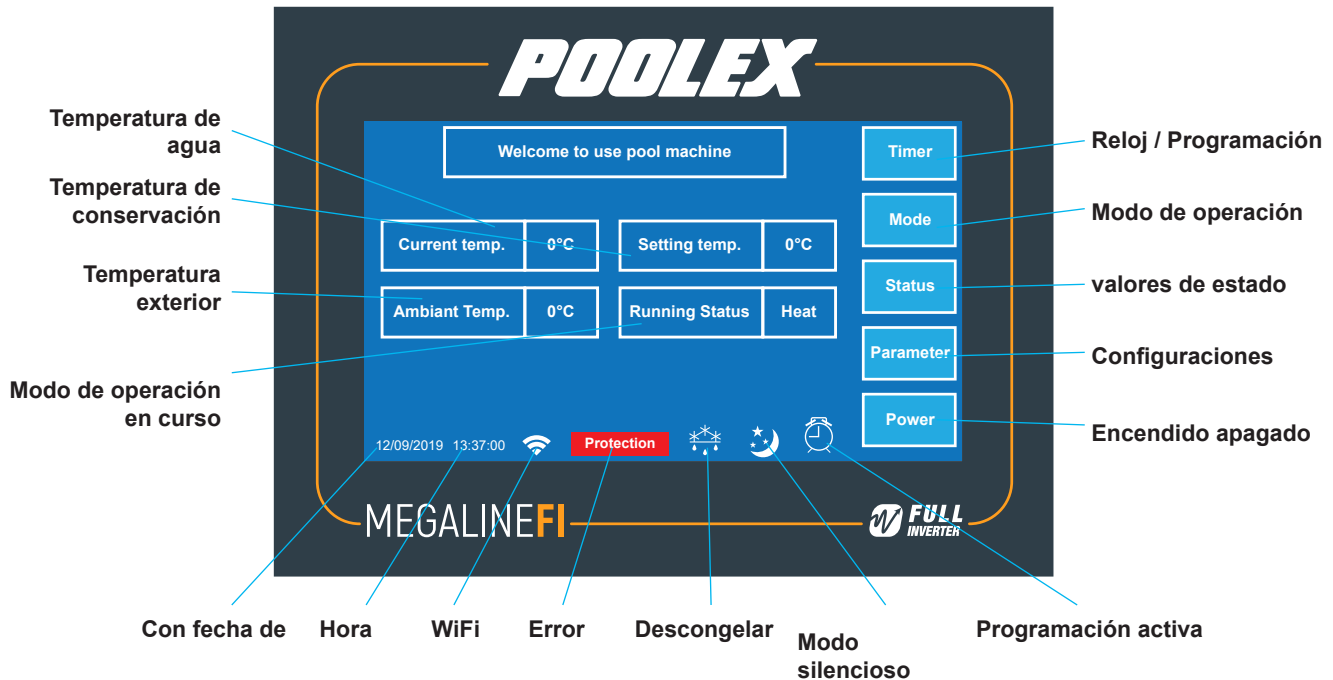 POOLEX
Temperatura de
agua
Temperatura de
conservación
Temperatura
exterior
Modo de operación
en curso
Welcome to use pool machine
Current temp. 0°C Setting temp. 0°C
Ambiant Temp. 0°C Running Status Heat
12/09/2019 13:37:00 Protection
Timer
Mode
Status
Parameter
Power
Reloj / Programación
Modo de operación
valores de estado
Configuraciones
Encendido apagado
MEGALINEFI
FULL
INVERTER
Con fecha de
Hora
WiFi
Error
Descongelar
Modo
silencioso
Programación activa